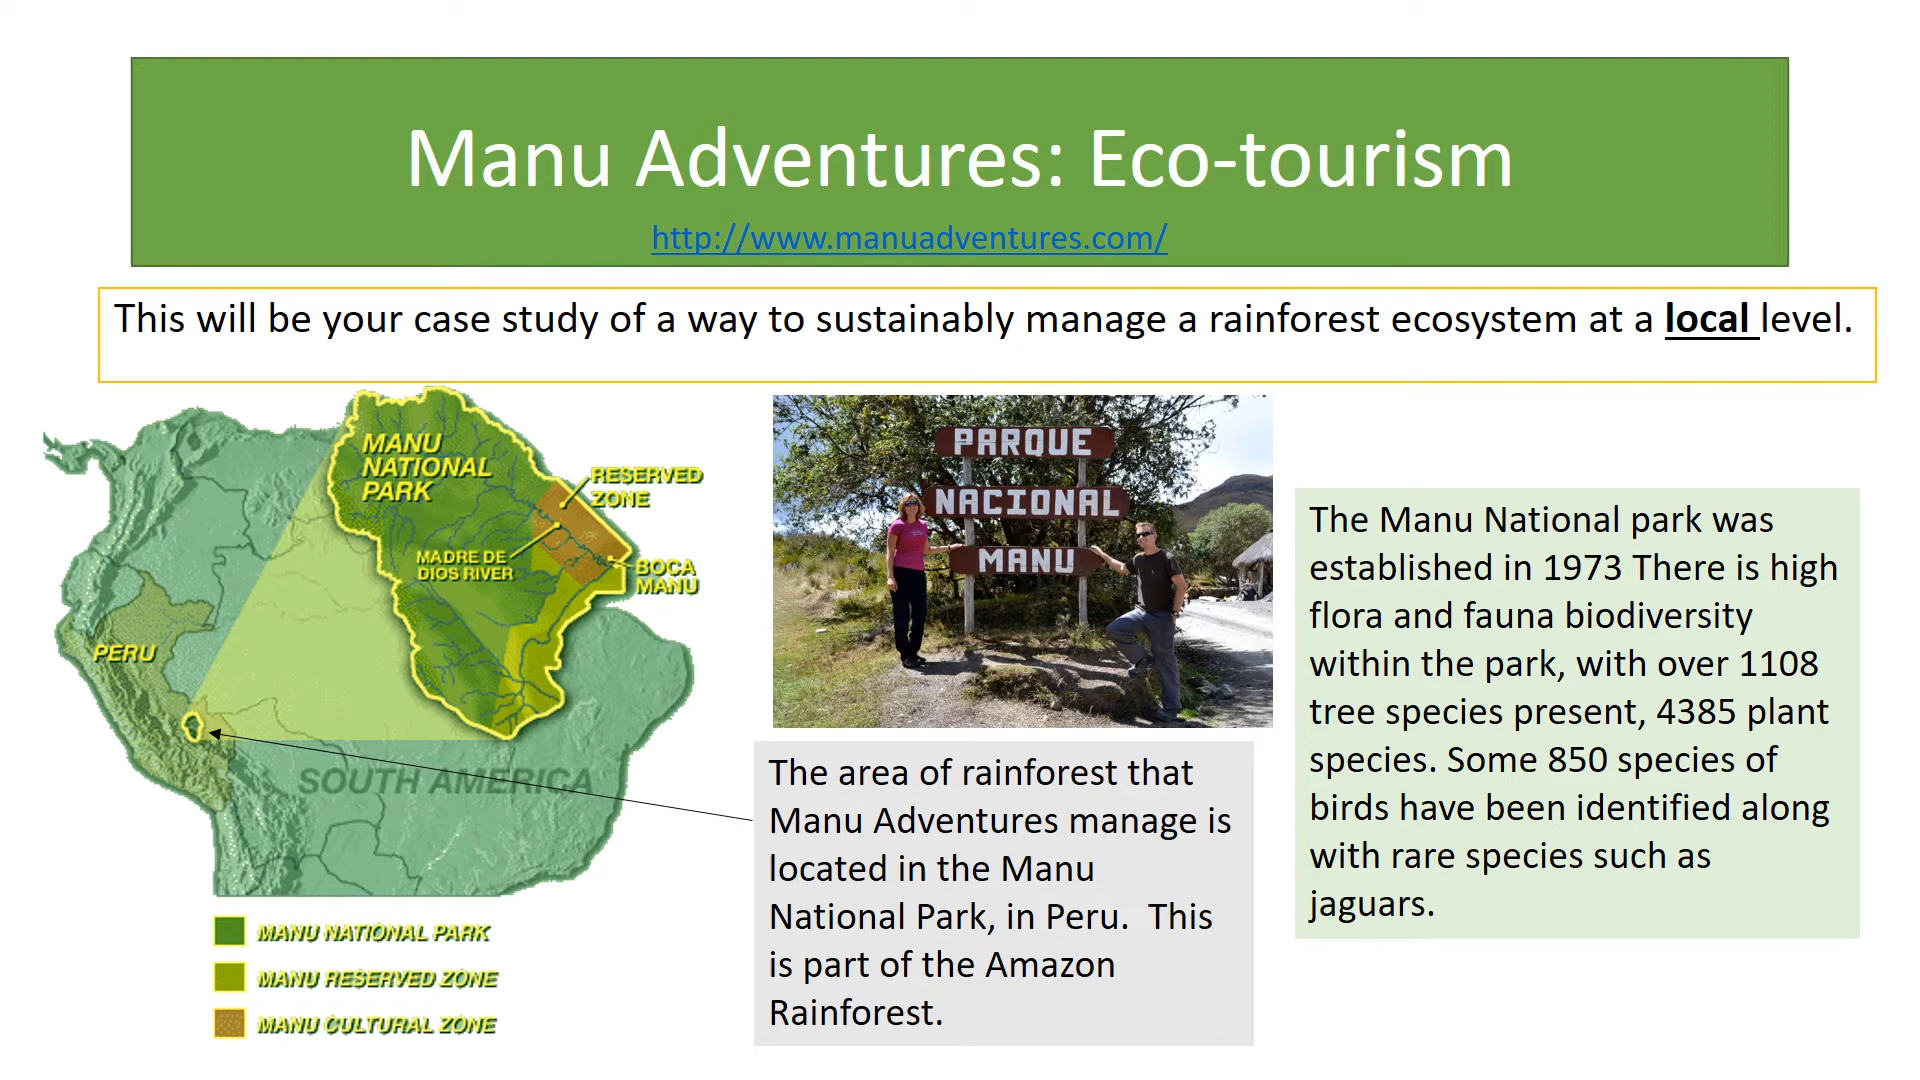 Manu Adventures: Eco-tourism
http://www.manuadventures.com/
This will be your case study of a way to sustainably manage a rainforest ecosystem at a local level.
MANU
NATIONAL
PARK
RESERVED
ZONE
MADRE DE
DIOS RIVER
BOCA
MANU
PERU
SOUTH AMERICA
MANU NATIONAL PARK
MANU RESERVED ZONE
MANU CULTURAL ZONE
PARQUE
NACIONAL
MANU
The area of rainforest that
Manu Adventures manage is
located in the Manu
National Park, in Peru.  This
is part of the Amazon
Rainforest.
The Manu National park was
established in 1973 There is high
flora and fauna biodiversity
within the park, with over 1108
tree species present, 4385 plant
species. Some 850 species of
birds have been identified along
with rare species such as
jaguars.